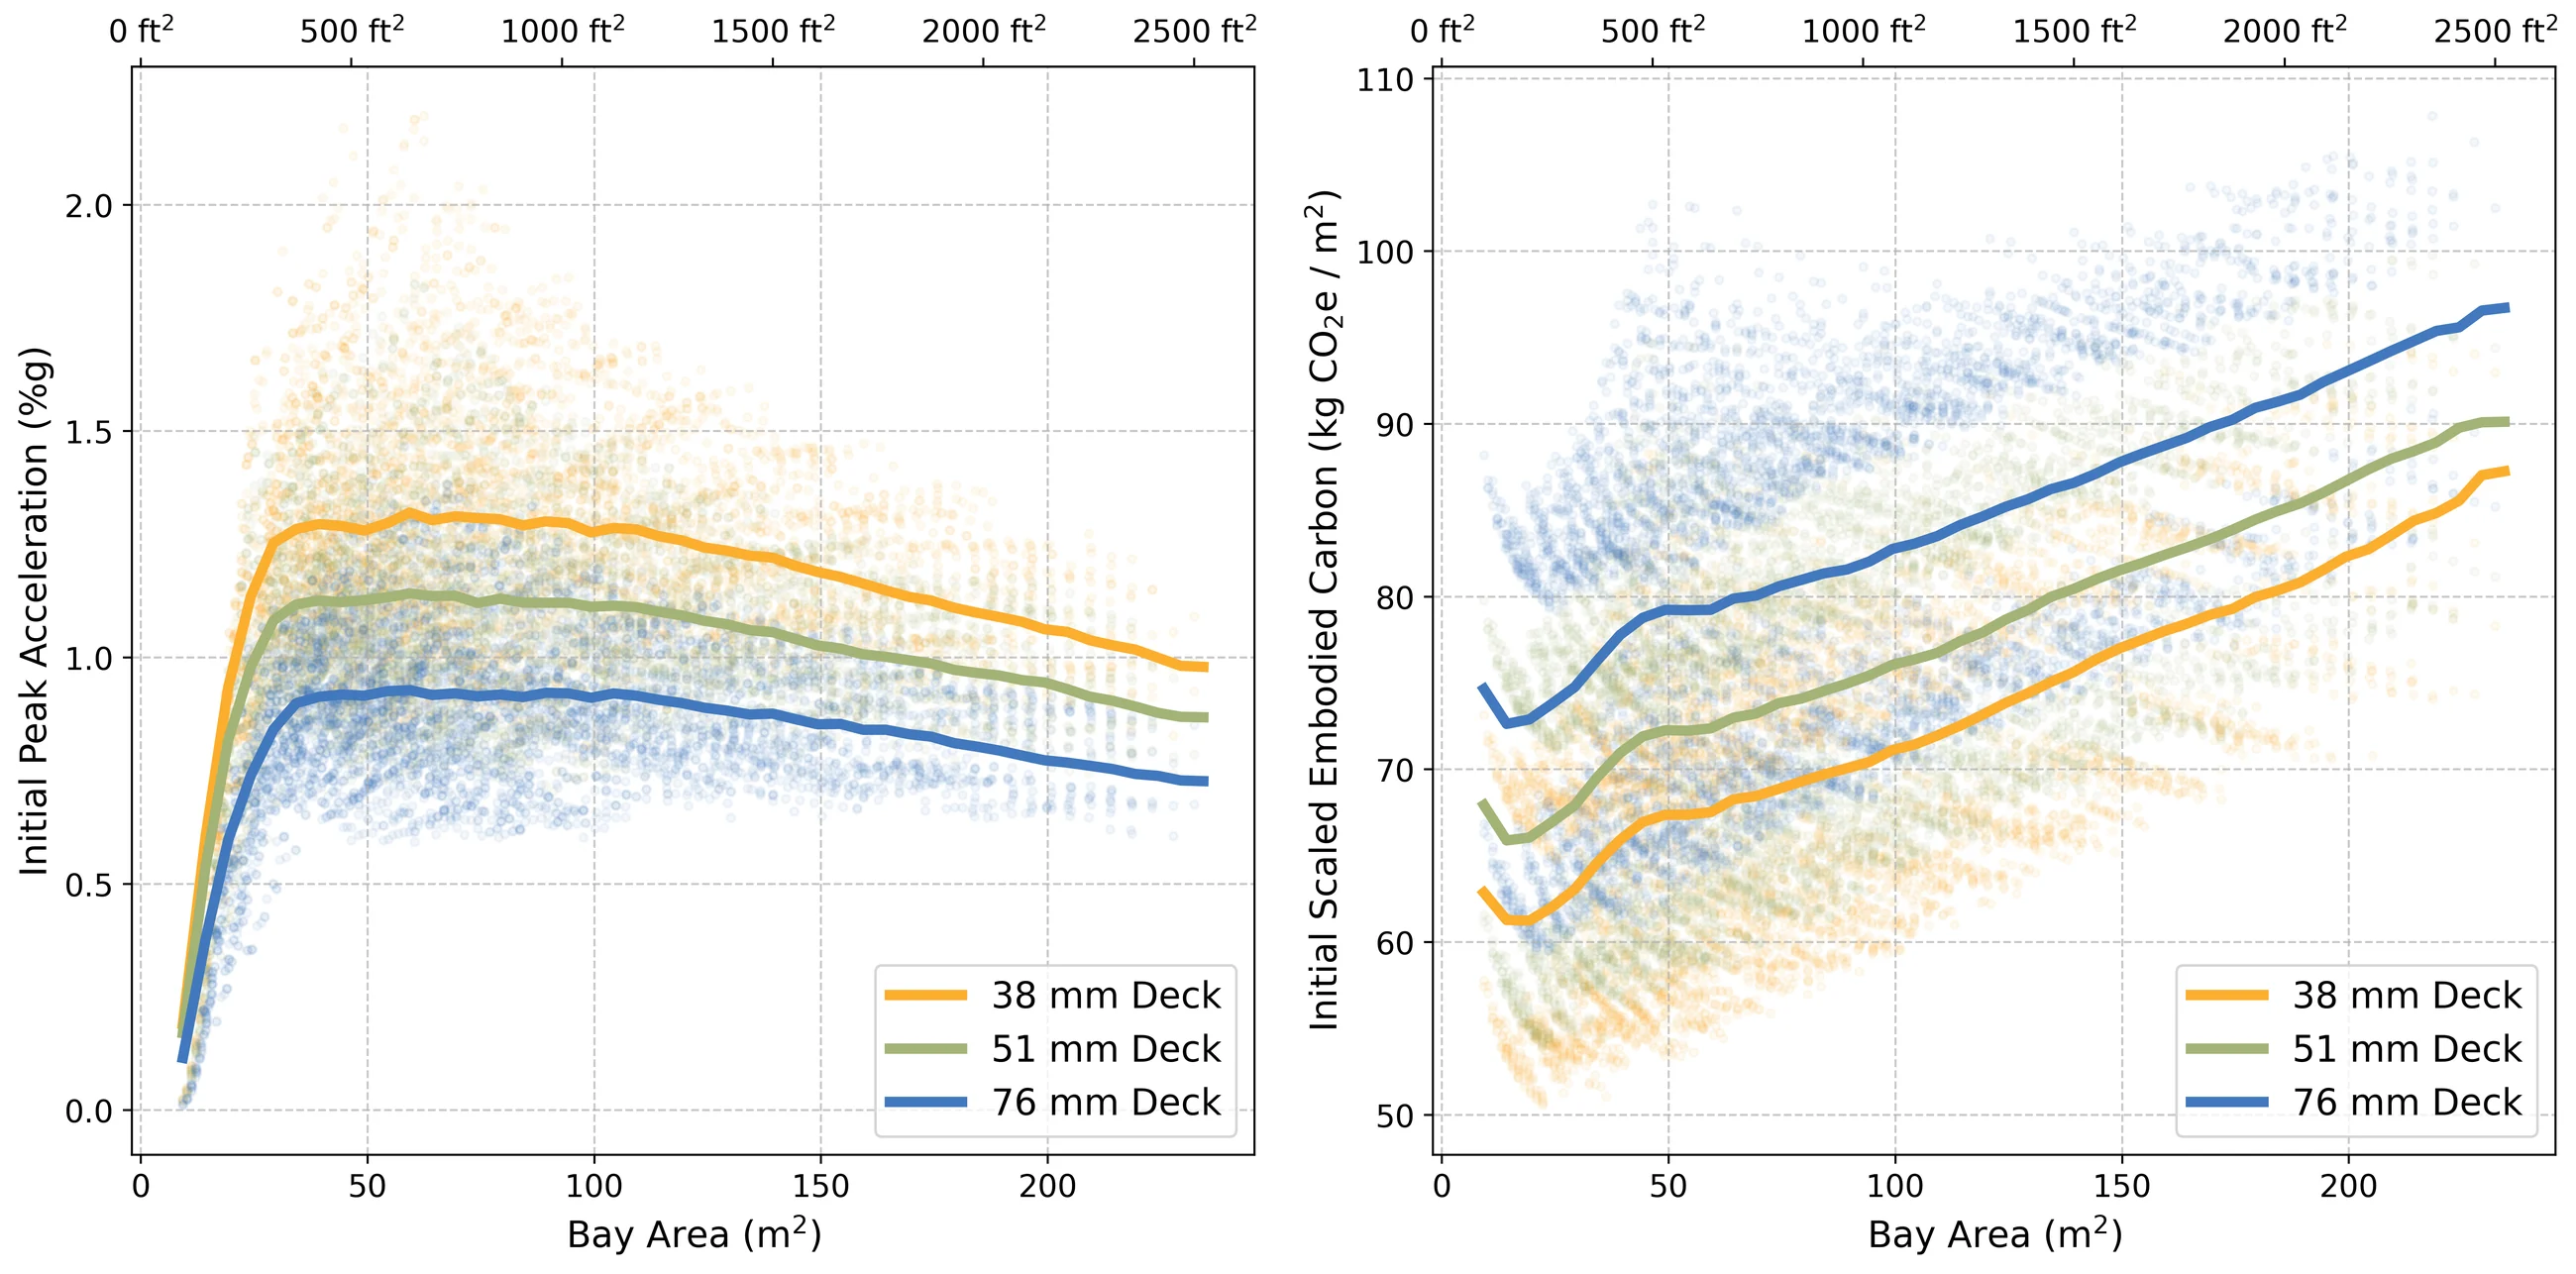 0 ft² 500 ft² 1000 ft² 1500 ft² 2000 ft² 2500 ft²
2.0
1.5
1.0
0.5
0.0
Initial Peak Acceleration (%g)
38 mm Deck
51 mm Deck
76 mm Deck
0 50 100 150 200
Bay Area (m²)
0 ft² 500 ft² 1000 ft² 1500 ft² 2000 ft² 2500 ft²
110
100
90
80
70
60
50
Initial Scaled Embodied Carbon (kg CO₂e / m²)
38 mm Deck
51 mm Deck
76 mm Deck
0 50 100 150 200
Bay Area (m²)